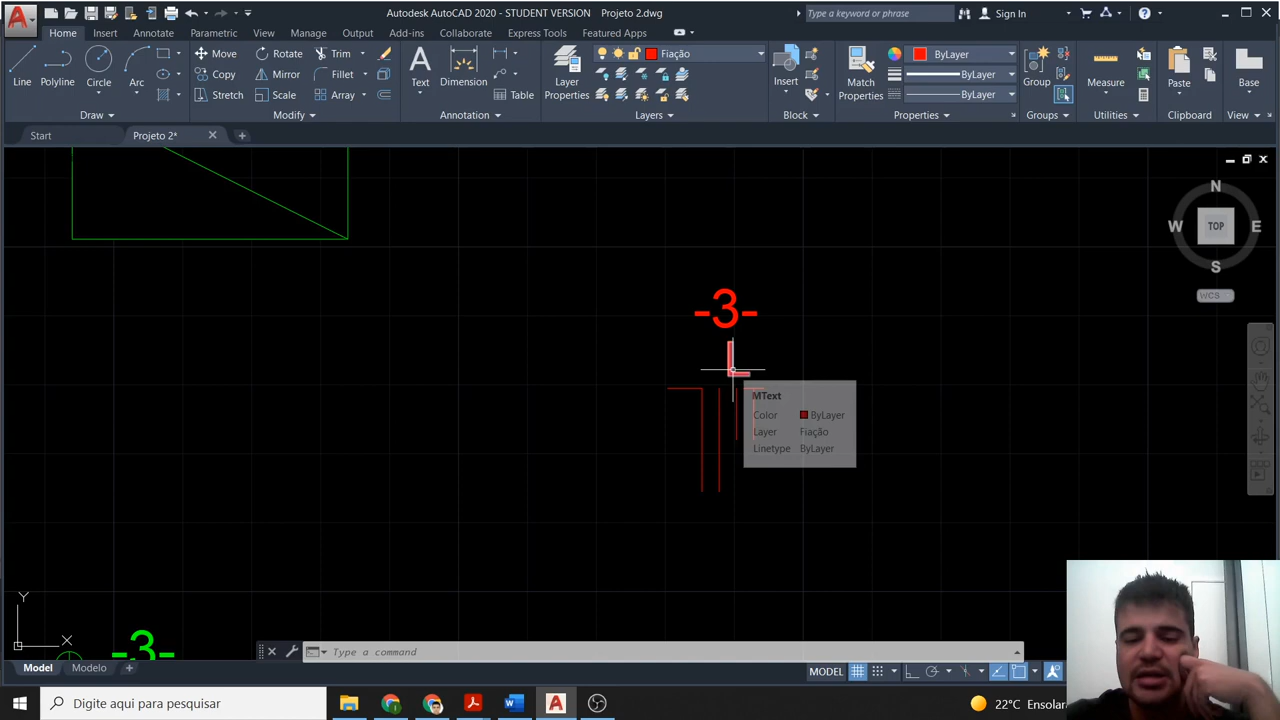 Autodesk AutoCAD 2020 - STUDENT VERSION Projeto 2.dwg
Type a keyword or phrase
Sign In
Home Insert Annotate Parametric View Manage Output Add-ins Collaborate Express Tools Featured Apps
Line
Polyline
Circle
Arc
Draw
Move
Copy
Stretch
Rotate
Mirror
Scale
Trim
Fillet
Array
Modify
Text
Dimension
Table
Annotation
Layer
Properties
Fiação
Layers
Insert
Block
Match
Properties
ByLayer
ByLayer
ByLayer
Properties
Group
Groups
Measure
Utilities
Paste
Clipboard
Base
View
Start
Projeto 2*
N
W
TOP
E
S
WCS
-3-
L
MText
Color ByLayer
Layer Fiação
Linetype ByLayer
Y
X
-3-
Type a command
Model Modelo
MODEL
Digite aqui para pesquisar
22°C Ensolar